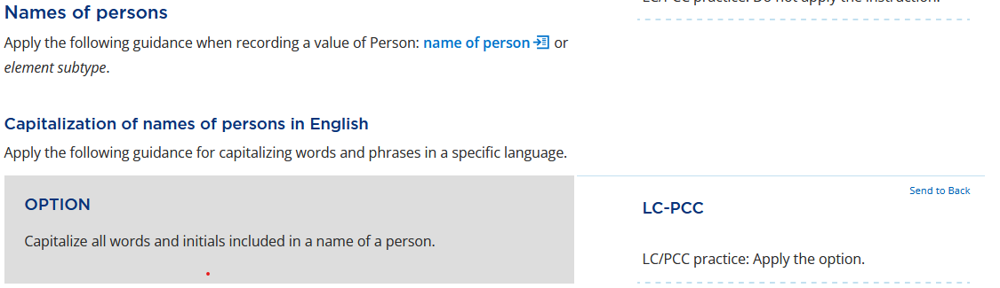 Names of persons
Apply the following guidance when recording a value of Person: name of person or
element subtype.
Capitalization of names of persons in English
Apply the following guidance for capitalizing words and phrases in a specific language.
OPTION
Capitalize all words and initials included in a name of a person.
Send to Back
LC-PCC
LC/PCC practice: Apply the option.